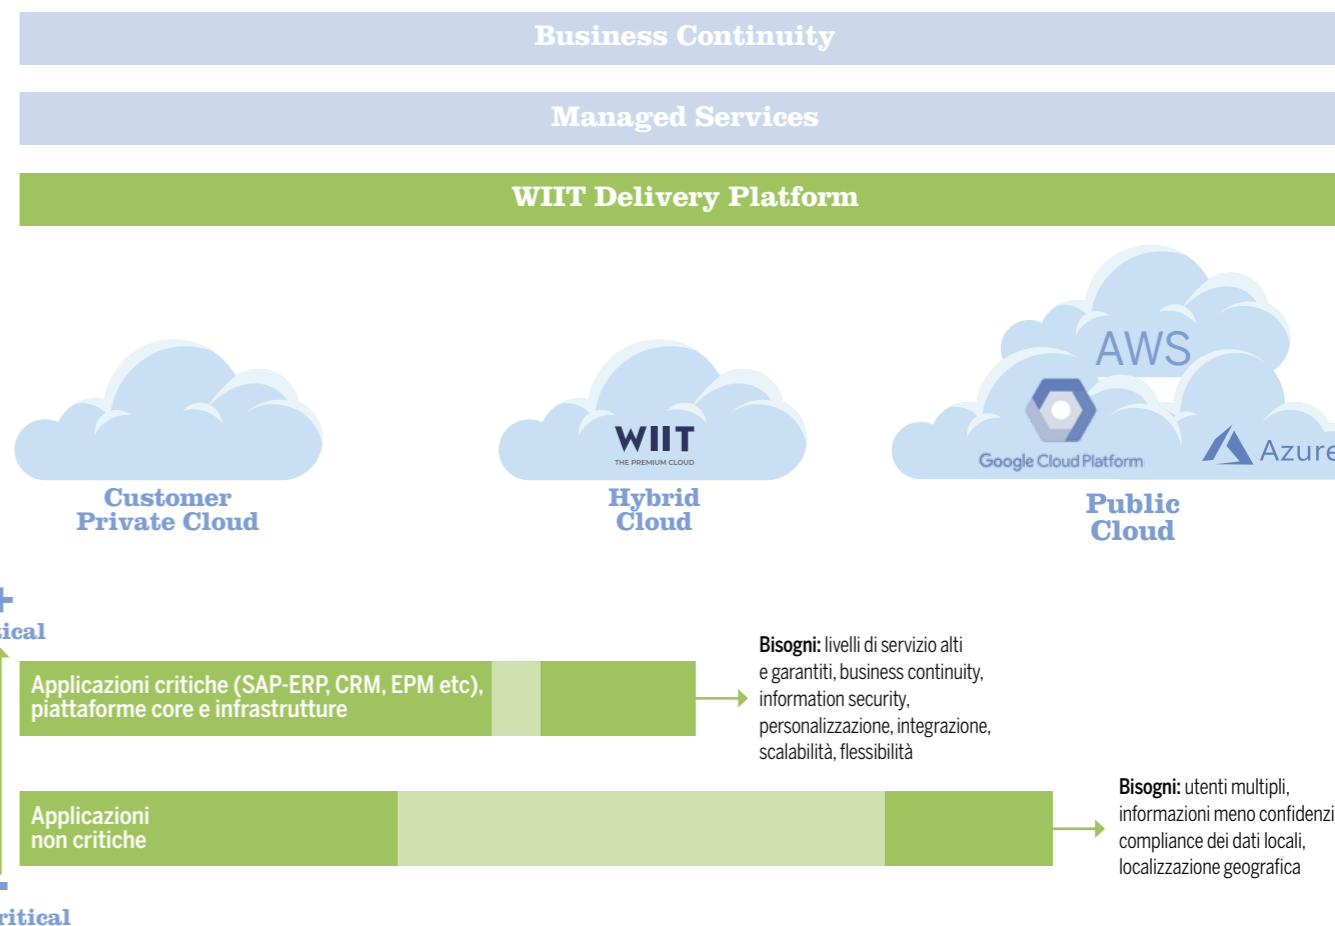 Business Continuity
Managed Services
WIIT Delivery Platform
AWS
Google Cloud Platform
Azure
WIIT
THE PREMIUM CLOUD
Customer
Private Cloud
Hybrid
Cloud
Public
Cloud
+
Applicazioni critiche (SAP-ERP, CRM, EPM etc),
piattaforme core e infrastrutture
Bisogni: livelli di servizio alti
e garantiti, business continuity,
information security,
personalizzazione, integrazione,
scalabilità, flessibilità
Applicazioni
non critiche
Bisogni: utenti multipli,
informazioni meno
compliance dei dati locali,
localizzazione geografica